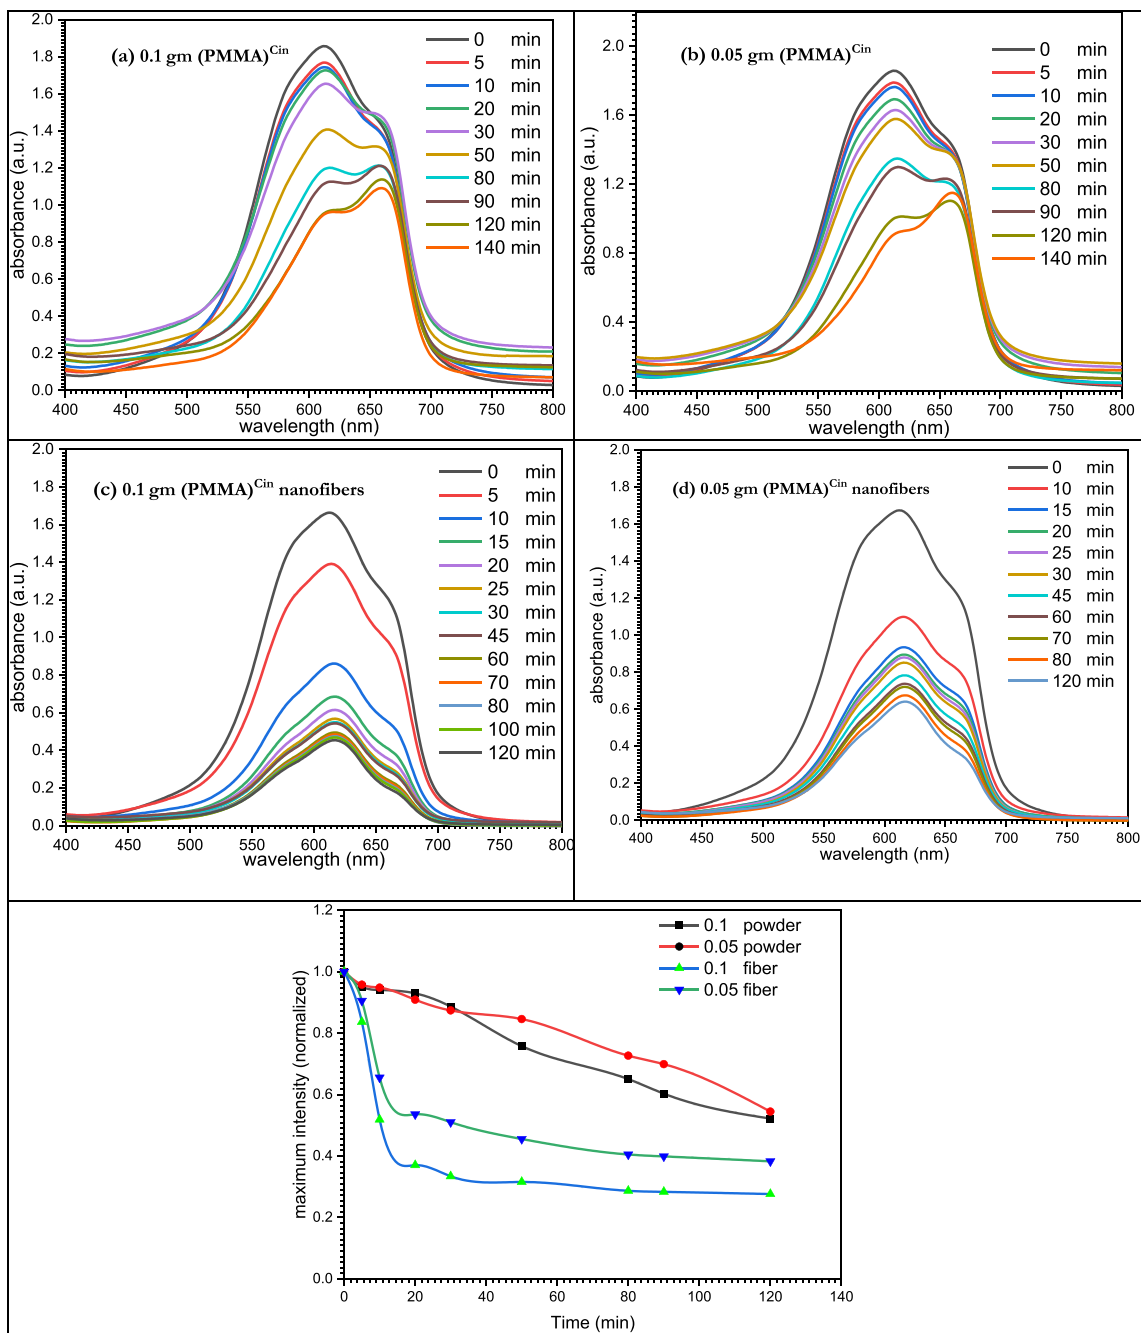 (a) 0.1 gm (PMMA)Cin
0 min
5 min
10 min
20 min
30 min
50 min
80 min
90 min
120 min
140 min
absorbance (a.u.)
2.0
1.8
1.6
1.4
1.2
1.0
0.8
0.6
0.4
0.2
0.0
400 450 500 550 600 650 700 750 800
wavelength (nm)
(b) 0.05 gm (PMMA)Cin
0 min
5 min
10 min
20 min
30 min
50 min
80 min
90 min
120 min
140 min
absorbance (a.u.)
2.0
1.6
1.2
0.8
0.4
0.0
400 450 500 550 600 650 700 750 800
wavelength (nm)
(c) 0.1 gm (PMMA)Cin nanofibers
0 min
5 min
10 min
15 min
20 min
25 min
30 min
45 min
60 min
70 min
80 min
100 min
120 min
absorbance (a.u.)
2.0
1.8
1.6
1.4
1.2
1.0
0.8
0.6
0.4
0.2
0.0
400 450 500 550 600 650 700 750 800
wavelength (nm)
(d) 0.05 gm (PMMA)Cin nanofibers
0 min
10 min
15 min
20 min
25 min
30 min
45 min
60 min
70 min
80 min
120 min
absorbance (a.u.)
2.0
1.8
1.6
1.4
1.2
1.0
0.8
0.6
0.4
0.2
0.0
400 450 500 550 600 650 700 750 800
wavelength (nm)
0.1 powder
0.05 powder
0.1 fiber
0.05 fiber
maximum intensity (normalized)
1.2
1.0
0.8
0.6
0.4
0.2
0.0
0 20 40 60 80 100 120 140
Time (min)